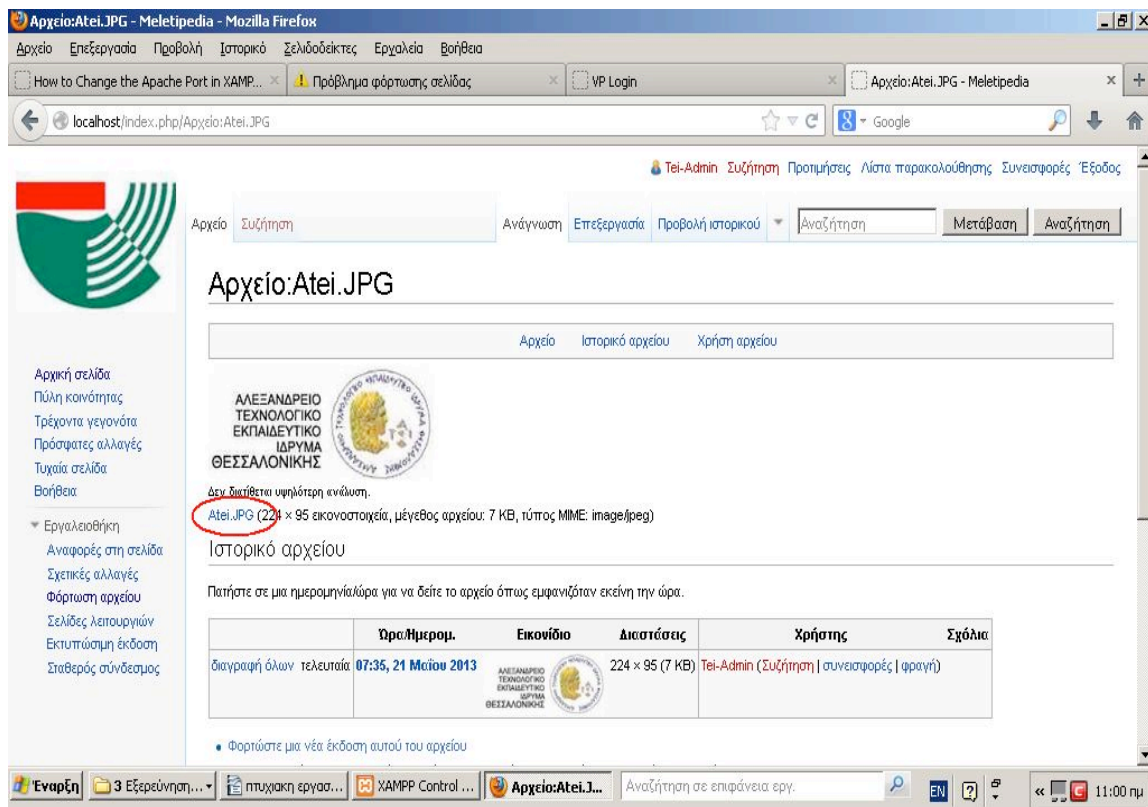 Αρχείο:Atei.JPG - Meletipedia - Mozilla Firefox
Αρχείο Επεξεργασία Προβολή Ιστορικό Σελιδοδείκτες Εργαλεία Βοήθεια
How to Change the Apache Port in XAMP... Πρόβλημα φόρτωσης σελίδας VP Login Αρχείο:Atei.JPG - Meletipedia
localhost/index.php/Αρχείο:Atei.JPG Google
Tei-Admin Συζήτηση Προτιμήσεις Λίστα παρακολούθησης Συνεισφορές Έξοδος
Αρχείο Συζήτηση Ανάγνωση Επεξεργασία Προβολή ιστορικού Αναζήτηση Μετάβαση Αναζήτηση
Αρχείο:Atei.JPG
Αρχείο Ιστορικό αρχείου Χρήση αρχείου
Αρχική σελίδα
Πύλη κοινότητας
Τρέχοντα γεγονότα
Πρόσφατες αλλαγές
Τυχαία σελίδα
Βοήθεια
Εργαλειοθήκη
Αναφορές στη σελίδα
Σχετικές αλλαγές
Φόρτωση αρχείου
Σελίδες λειτουργιών
Εκτυπώσιμη έκδοση
Σταθερός σύνδεσμος
ΑΛΕΞΑΝΔΡΕΙΟ
ΤΕΧΝΟΛΟΓΙΚΟ
ΕΚΠΑΙΔΕΥΤΙΚΟ
ΙΔΡΥΜΑ
ΘΕΣΣΑΛΟΝΙΚΗΣ
Δεν διατίθεται υψηλότερη ανάλυση.
Atei.JPG (224 × 95 εικονοστοιχεία, μέγεθος αρχείου: 7 KB, τύπος MIME: image/jpeg)
Ιστορικό αρχείου
Πατήστε σε μια ημερομηνία/ώρα για να δείτε το αρχείο όπως εμφανιζόταν εκείνη την ώρα.
Ώρα/Ημερομ. Εικονίδιο Διαστάσεις Χρήστης Σχόλια
διαγραφή όλων τελευταία 07:35, 21 Μαΐου 2013 224 × 95 (7 KB) Tei-Admin (Συζήτηση | συνεισφορές | φραγή)
ΑΛΕΞΑΝΔΡΕΙΟ
ΤΕΧΝΟΛΟΓΙΚΟ
ΕΚΠΑΙΔΕΥΤΙΚΟ
ΙΔΡΥΜΑ
ΘΕΣΣΑΛΟΝΙΚΗΣ
Φορτώστε μια νέα έκδοση αυτού του αρχείου
Έναρξη 3 Εξερεύνηση... πτυχιακη εργασ... XAMPP Control ... Αρχείο:Atei.J... Αναζήτηση σε επιφάνεια εργ. EN « 11:00 πμ